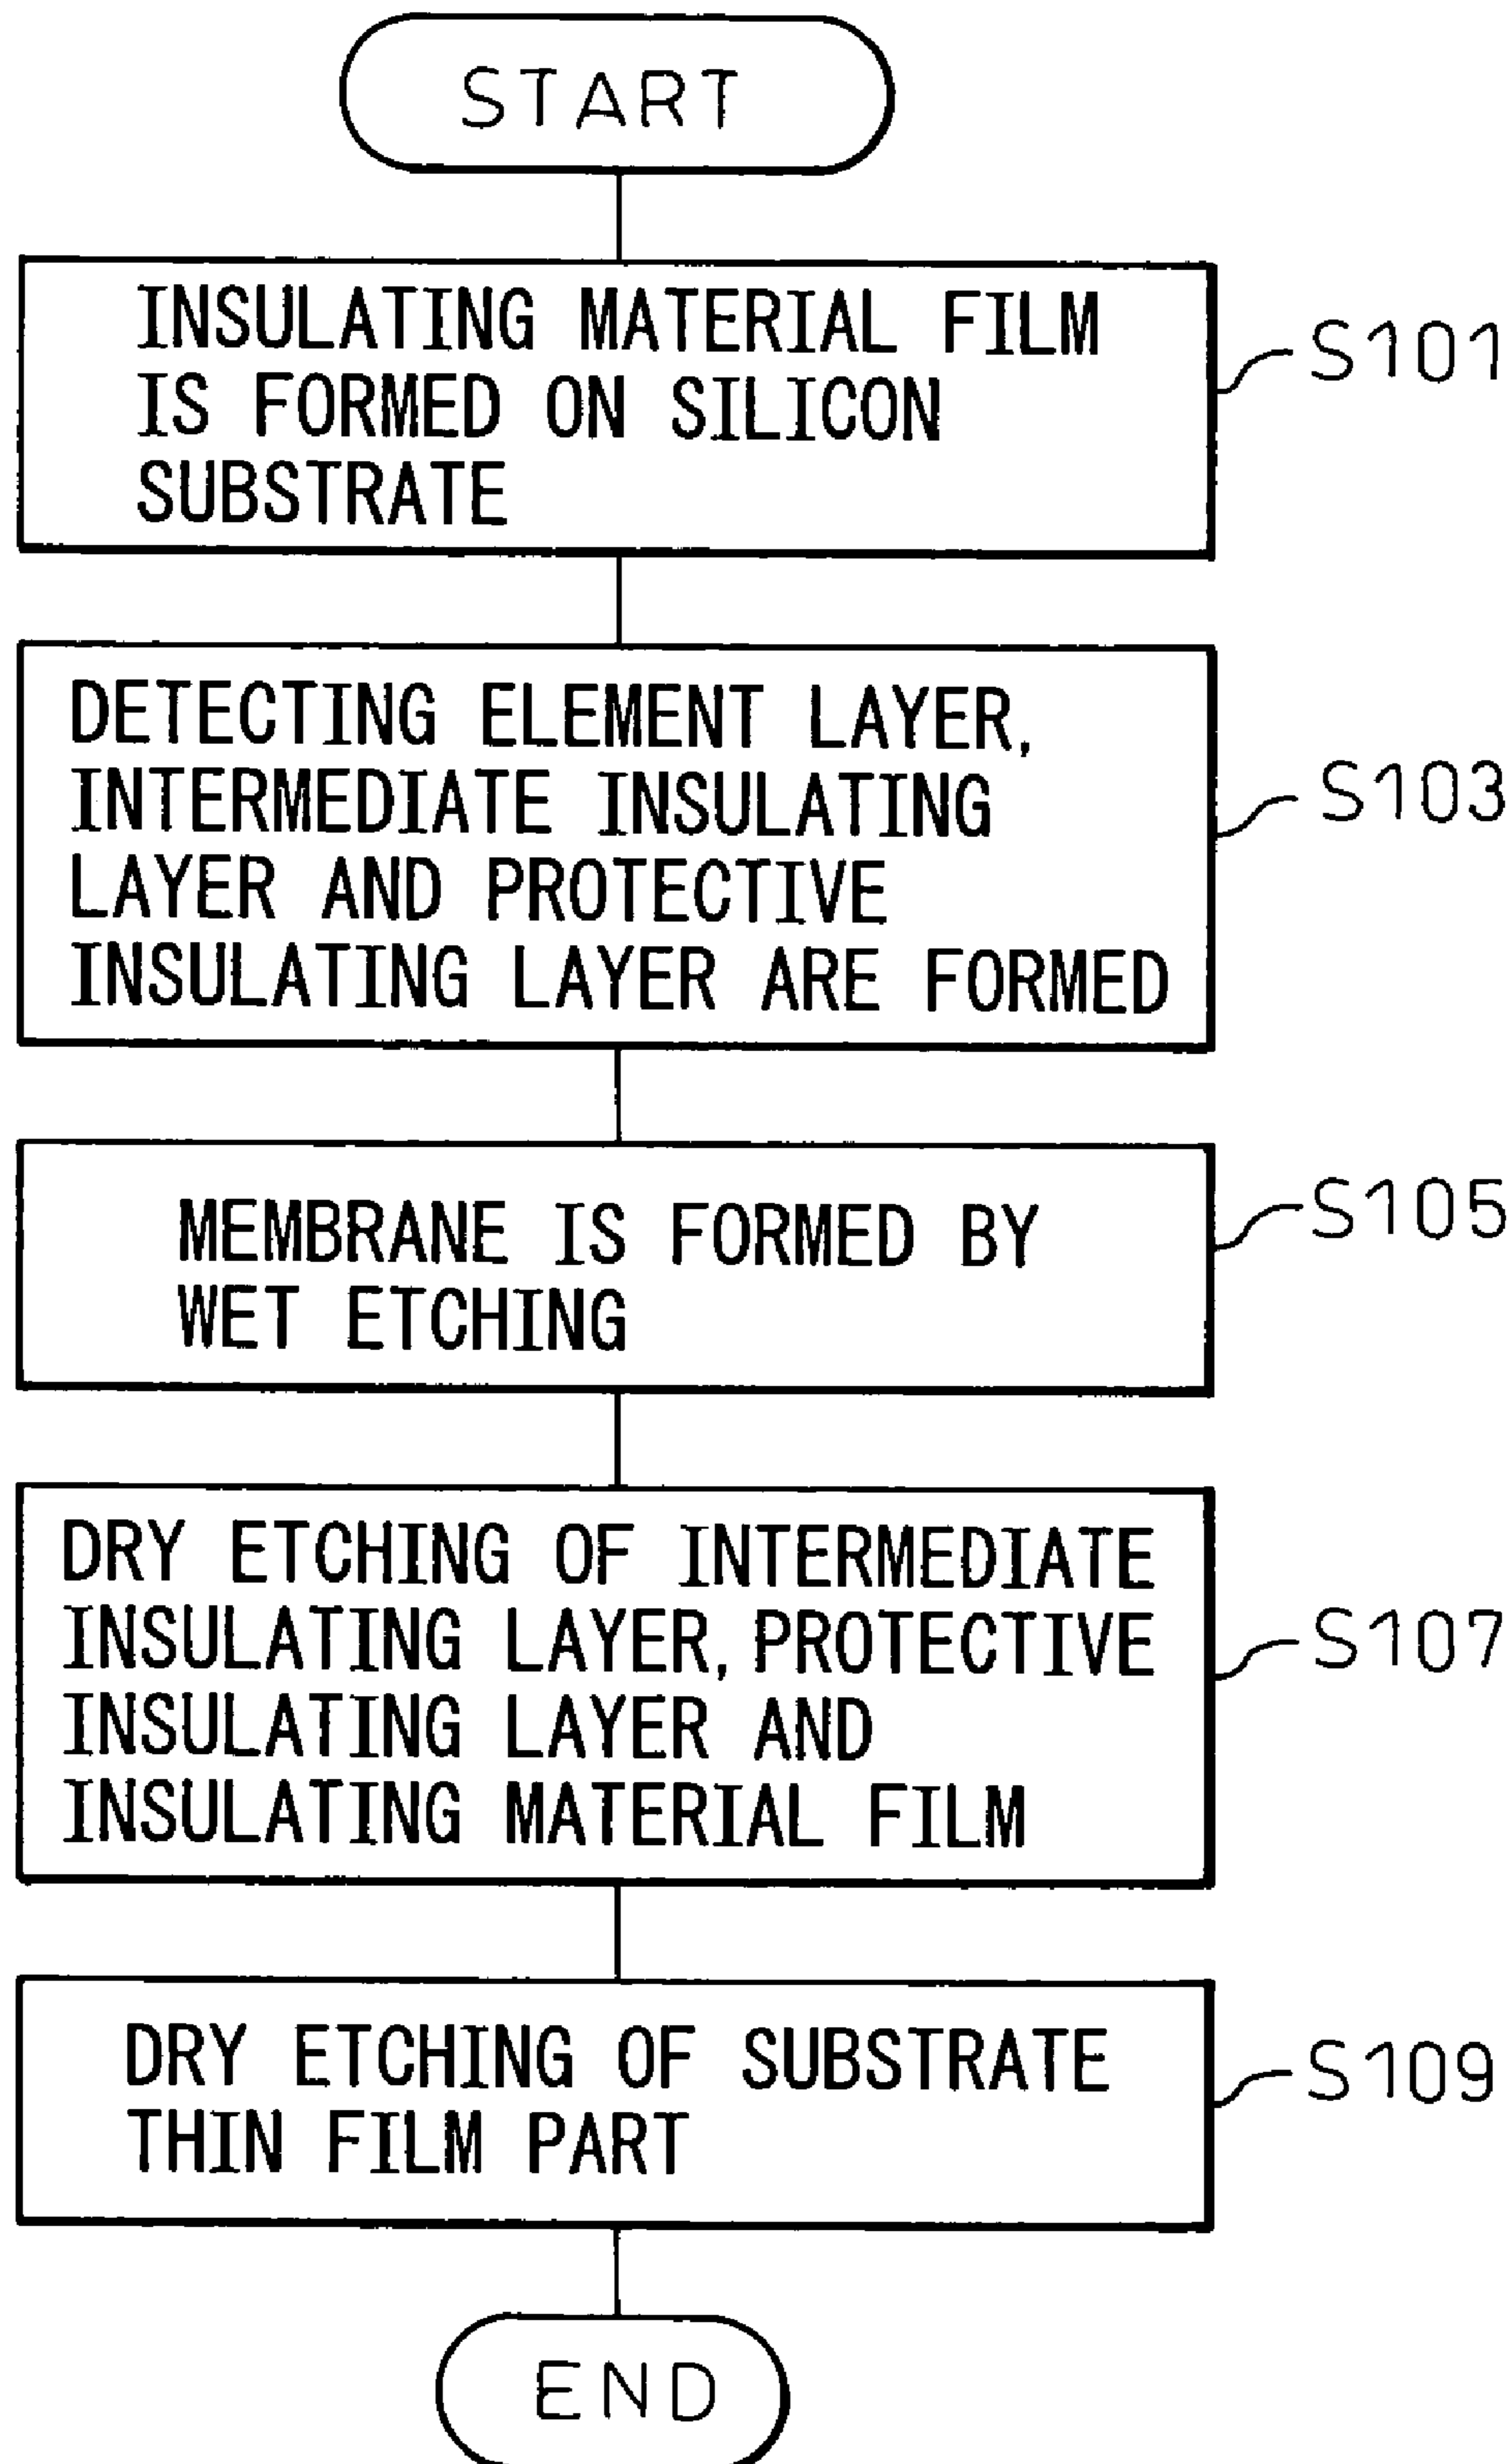 START
INSULATING MATERIAL FILM
IS FORMED ON SILICON
SUBSTRATE
S101
DETECTING ELEMENT LAYER,
INTERMEDIATE INSULATING
LAYER AND PROTECTIVE
INSULATING LAYER ARE FORMED
S103
MEMBRANE IS FORMED BY
WET ETCHING
S105
DRY ETCHING OF INTERMEDIATE
INSULATING LAYER, PROTECTIVE
INSULATING LAYER AND
INSULATING MATERIAL FILM
S107
DRY ETCHING OF SUBSTRATE
THIN FILM PART
S109
END